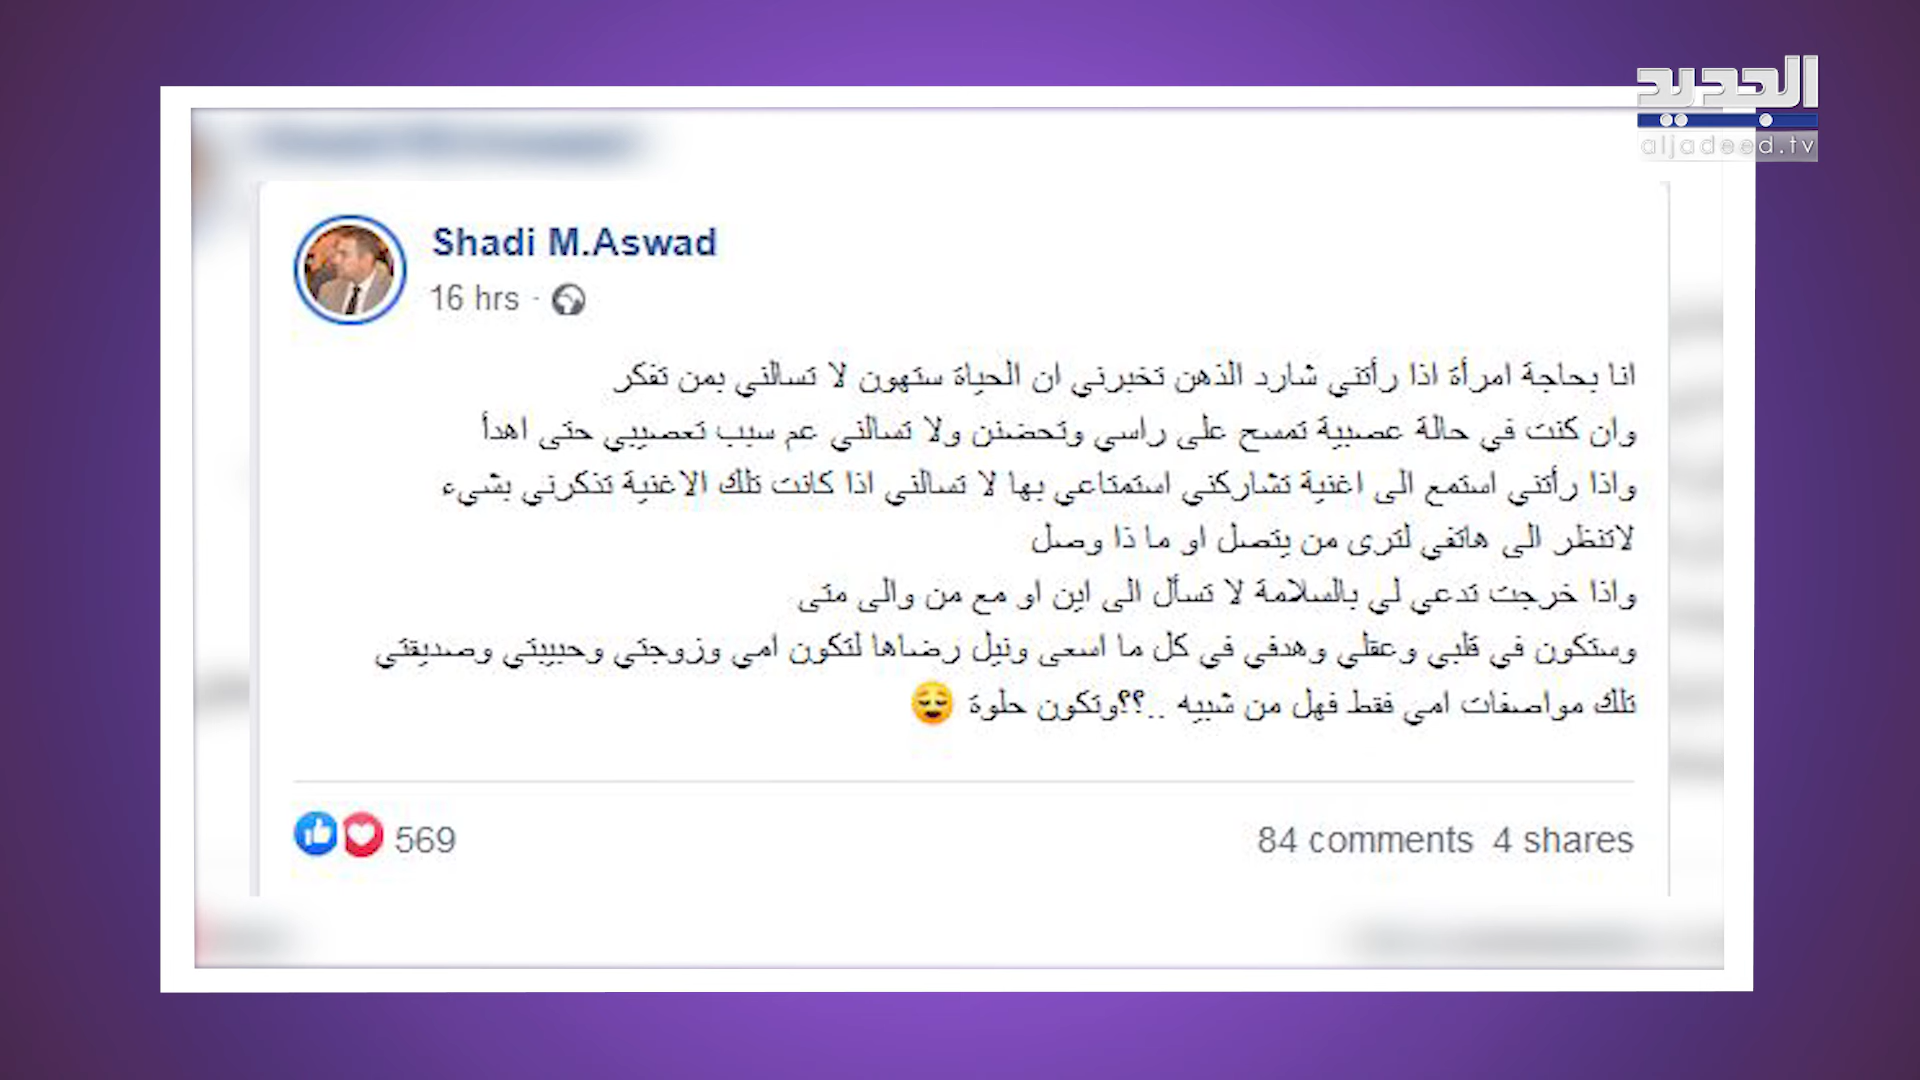 الجديد
aljadeed.tv
Shadi M.Aswad
16 hrs ·
انا بحاجة امرأة اذا رأتني شارد الذهن تخبرني ان الحياة ستهون لا تسالني بمن تفكر
وان كنت في حالة عصبية تمسح على راسي وتحضنن ولا تسالني عم سبب تعصيبي حتى اهدأ
واذا رأتني استمع الى اغنية تشاركني استمتاعي بها لا تسالني اذا كانت تلك الاغنية تذكرني بشيء
لاتنظر الى هاتفي لترى من يتصل او ما ذا وصل
واذا خرجت تدعي لي بالسلامة لا تسأل الى اين او مع من والى متى
وستكون في قلبي وعقلي وهدفي في كل ما اسعى ونيل رضاها لتكون امي وزوجتي وحبيبتي وصديقتي
تلك مواصفات امي فقط فهل من شبيه ..؟؟وتكون حلوة 😌
569
84 comments 4 shares